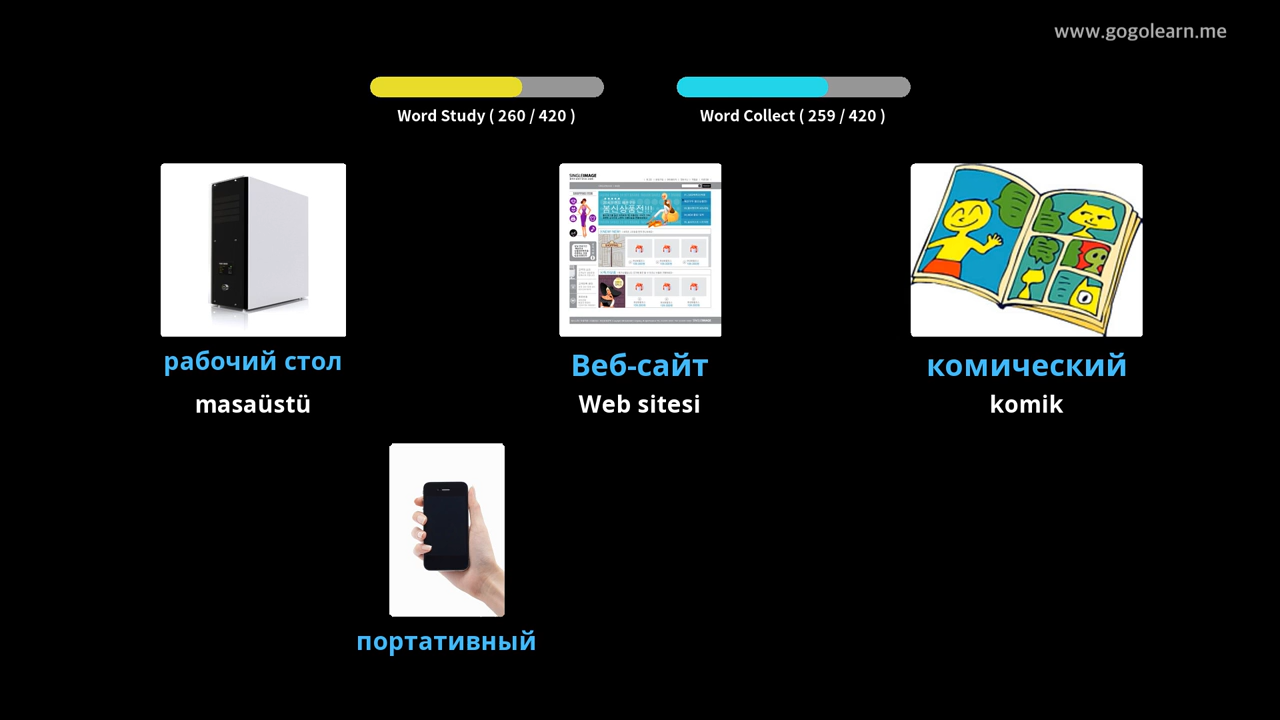 www.gogolearn.me
Word Study ( 260 / 420 )
Word Collect ( 259 / 420 )
рабочий стол
masaüstü
Веб-сайт
Web sitesi
комический
komik
портативный